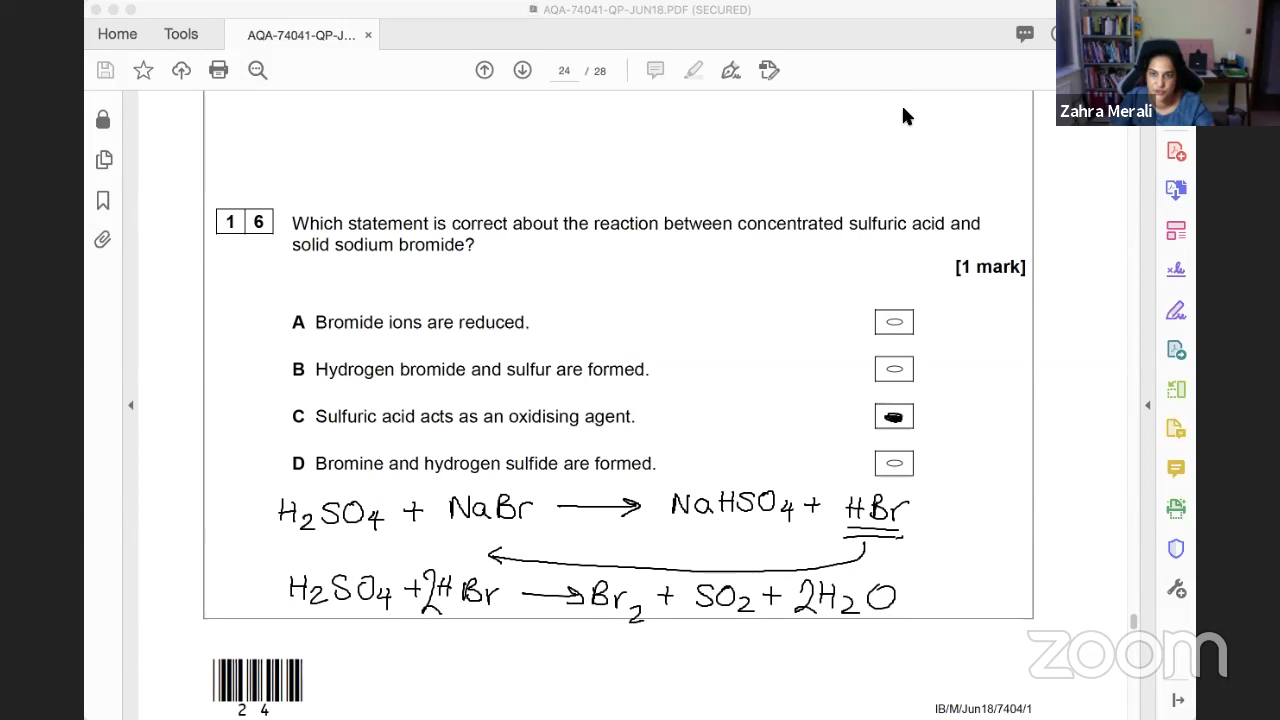 AQA-74041-QP-JUN18.PDF (SECURED)
Home Tools AQA-74041-QP-J... ×
24 / 28
Zahra Merali
1 6 Which statement is correct about the reaction between concentrated sulfuric acid and
solid sodium bromide?
[1 mark]
A Bromide ions are reduced.
B Hydrogen bromide and sulfur are formed.
C Sulfuric acid acts as an oxidising agent.
D Bromine and hydrogen sulfide are formed.
H2SO4 + NaBr → NaHSO4 + HBr
H2SO4 + 2HBr → Br2 + SO2 + 2H2O
zoom
2 4
IB/M/Jun18/7404/1